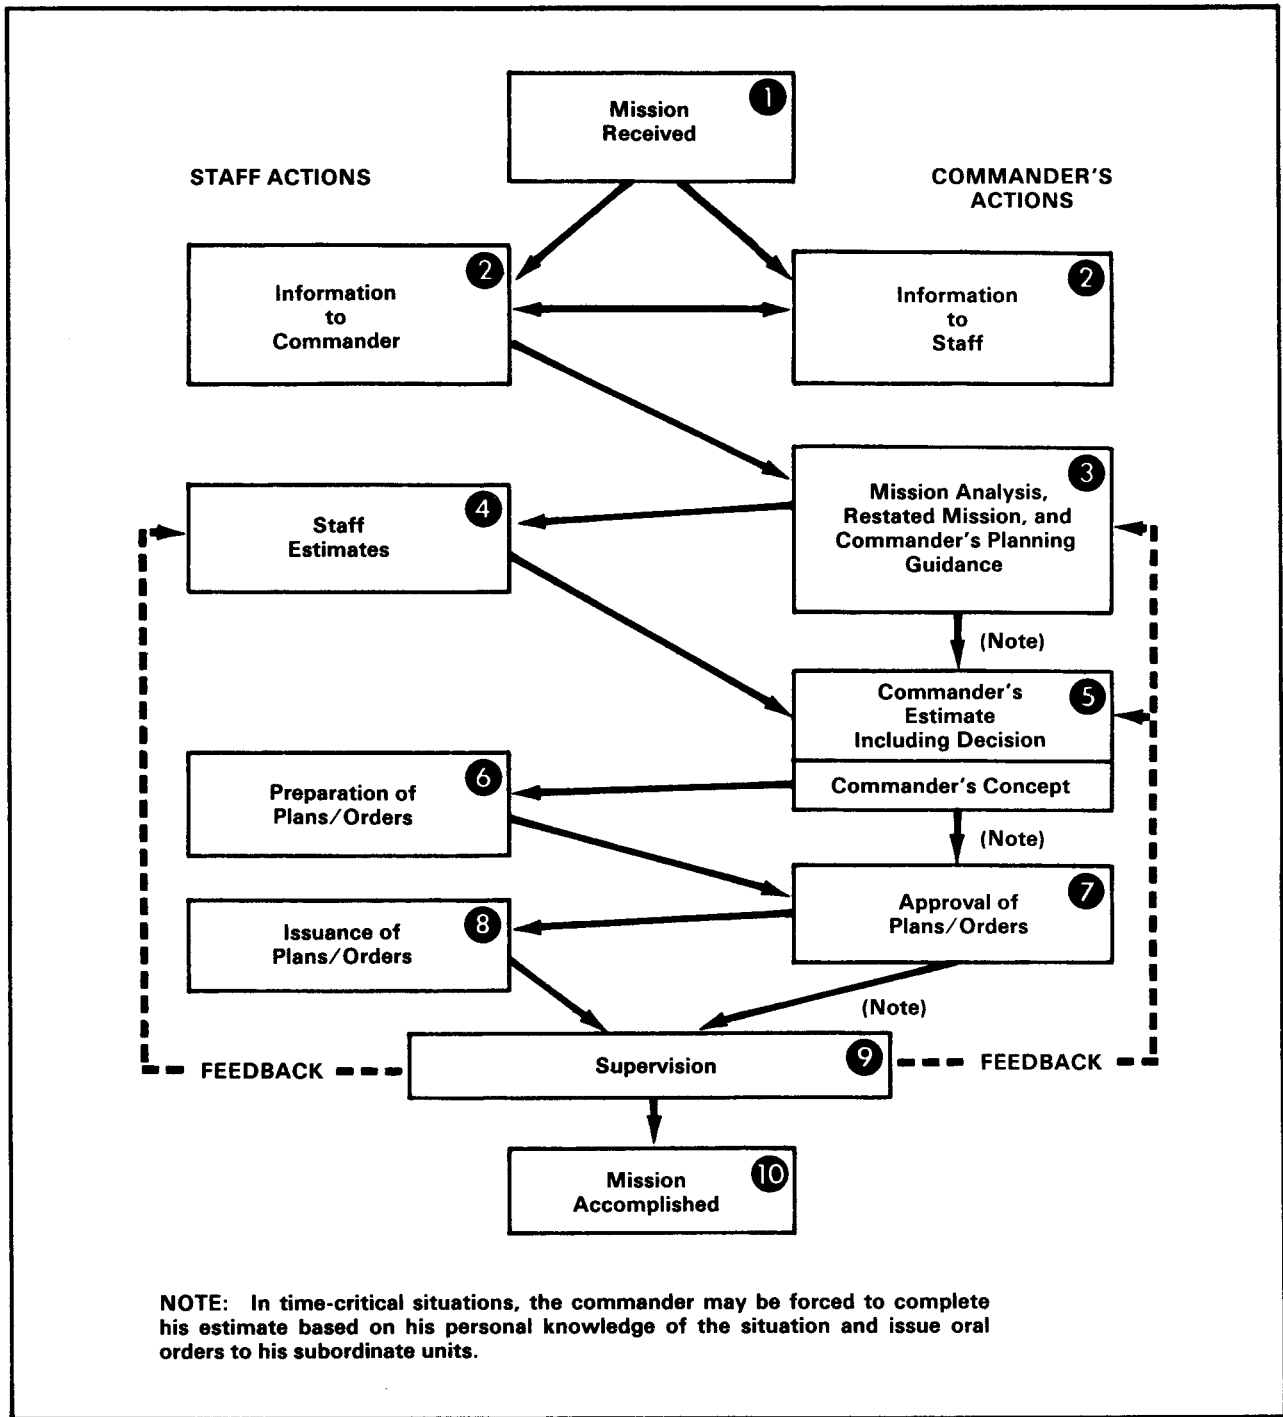 1
Mission
Received
STAFF ACTIONS
COMMANDER'S
ACTIONS
2
Information
to
Commander
2
Information
to
Staff
3
Mission Analysis,
Restated Mission, and
Commander's Planning
Guidance
4
Staff
Estimates
(Note)
5
Commander's
Estimate
Including Decision
Commander's Concept
6
Preparation of
Plans/Orders
(Note)
7
Approval of
Plans/Orders
8
Issuance of
Plans/Orders
(Note)
FEEDBACK
Supervision
9
FEEDBACK
10
Mission
Accomplished
NOTE: In time-critical situations, the commander may be forced to complete
his estimate based on his personal knowledge of the situation and issue oral
orders to his subordinate units.